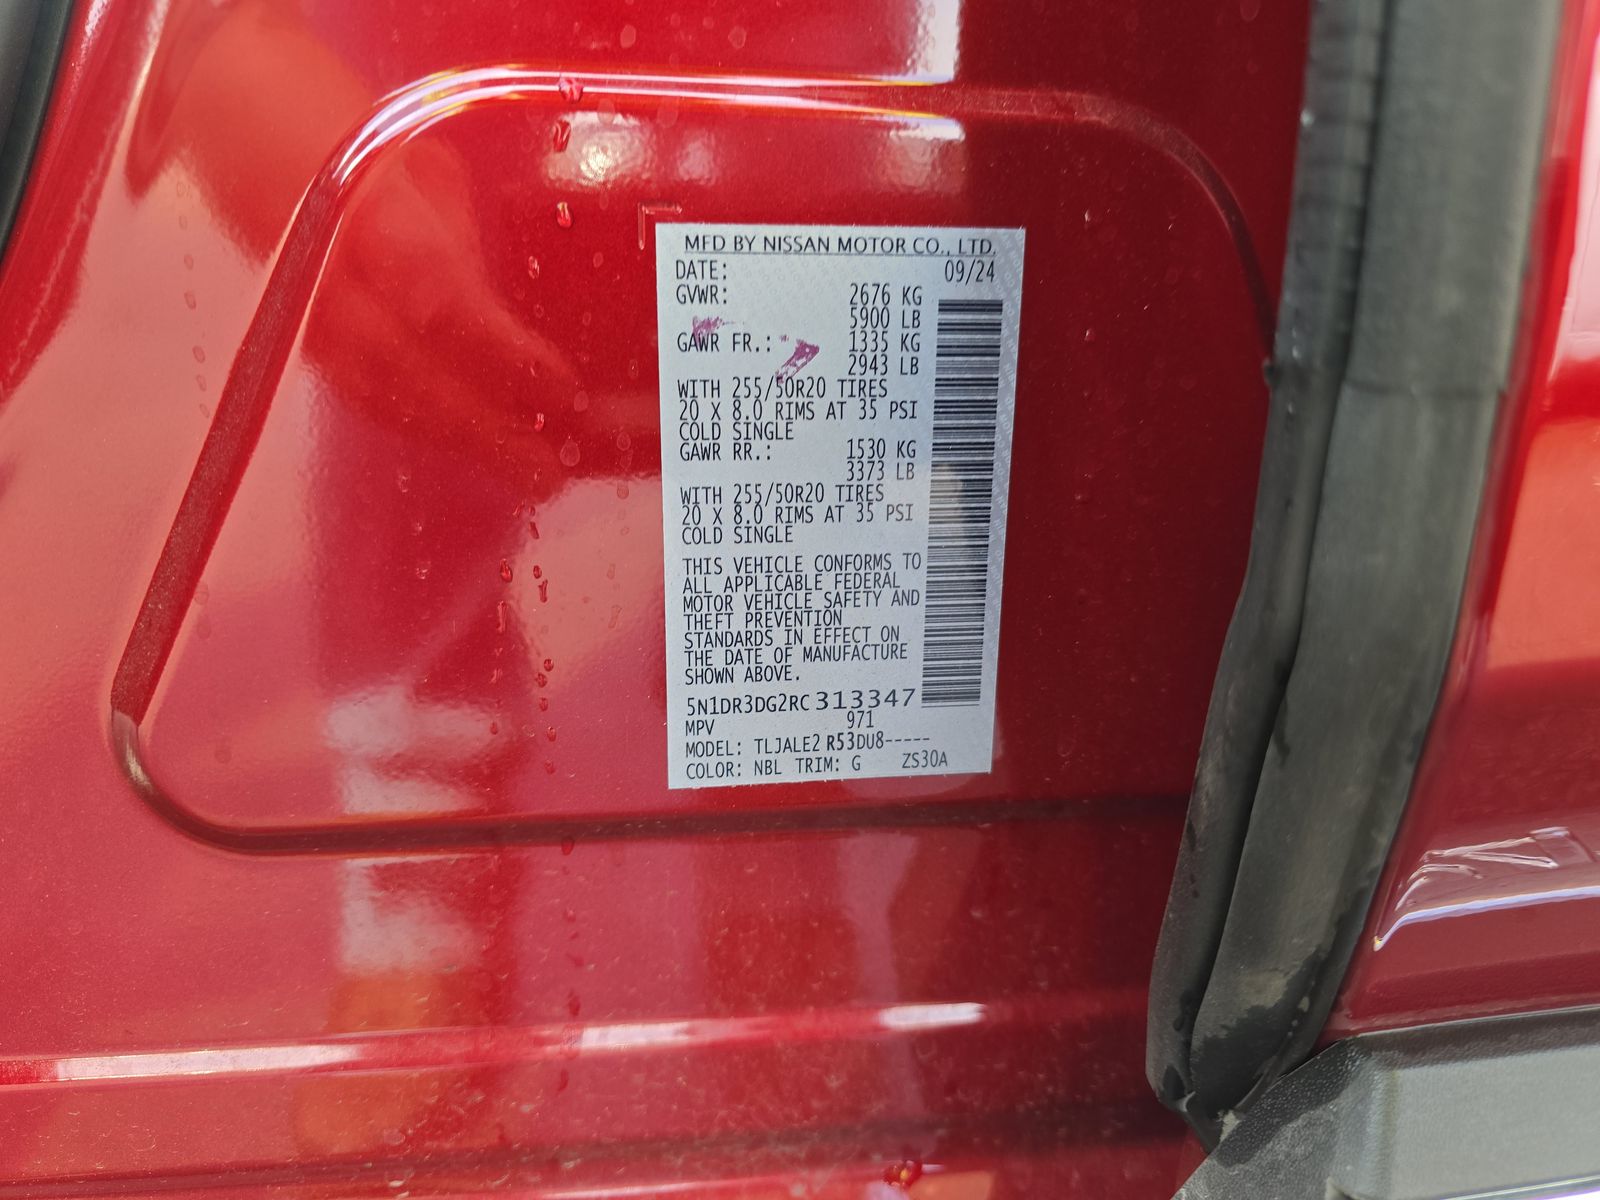 MFD BY NISSAN MOTOR CO., LTD.
DATE: 09/24
GVWR: 2676 KG
5900 LB
GAWR FR.: 1335 KG
2943 LB
WITH 255/50R20 TIRES
20 X 8.0 RIMS AT 35 PSI
COLD SINGLE
GAWR RR.: 1530 KG
3373 LB
WITH 255/50R20 TIRES
20 X 8.0 RIMS AT 35 PSI
COLD SINGLE
THIS VEHICLE CONFORMS TO
ALL APPLICABLE FEDERAL
MOTOR VEHICLE SAFETY AND
THEFT PREVENTION
STANDARDS IN EFFECT ON
THE DATE OF MANUFACTURE
SHOWN ABOVE.
5N1DR3DG2RC313347
MPV 971
MODEL: TLJALE2 R53DU8-----
COLOR: NBL TRIM: G ZS30A